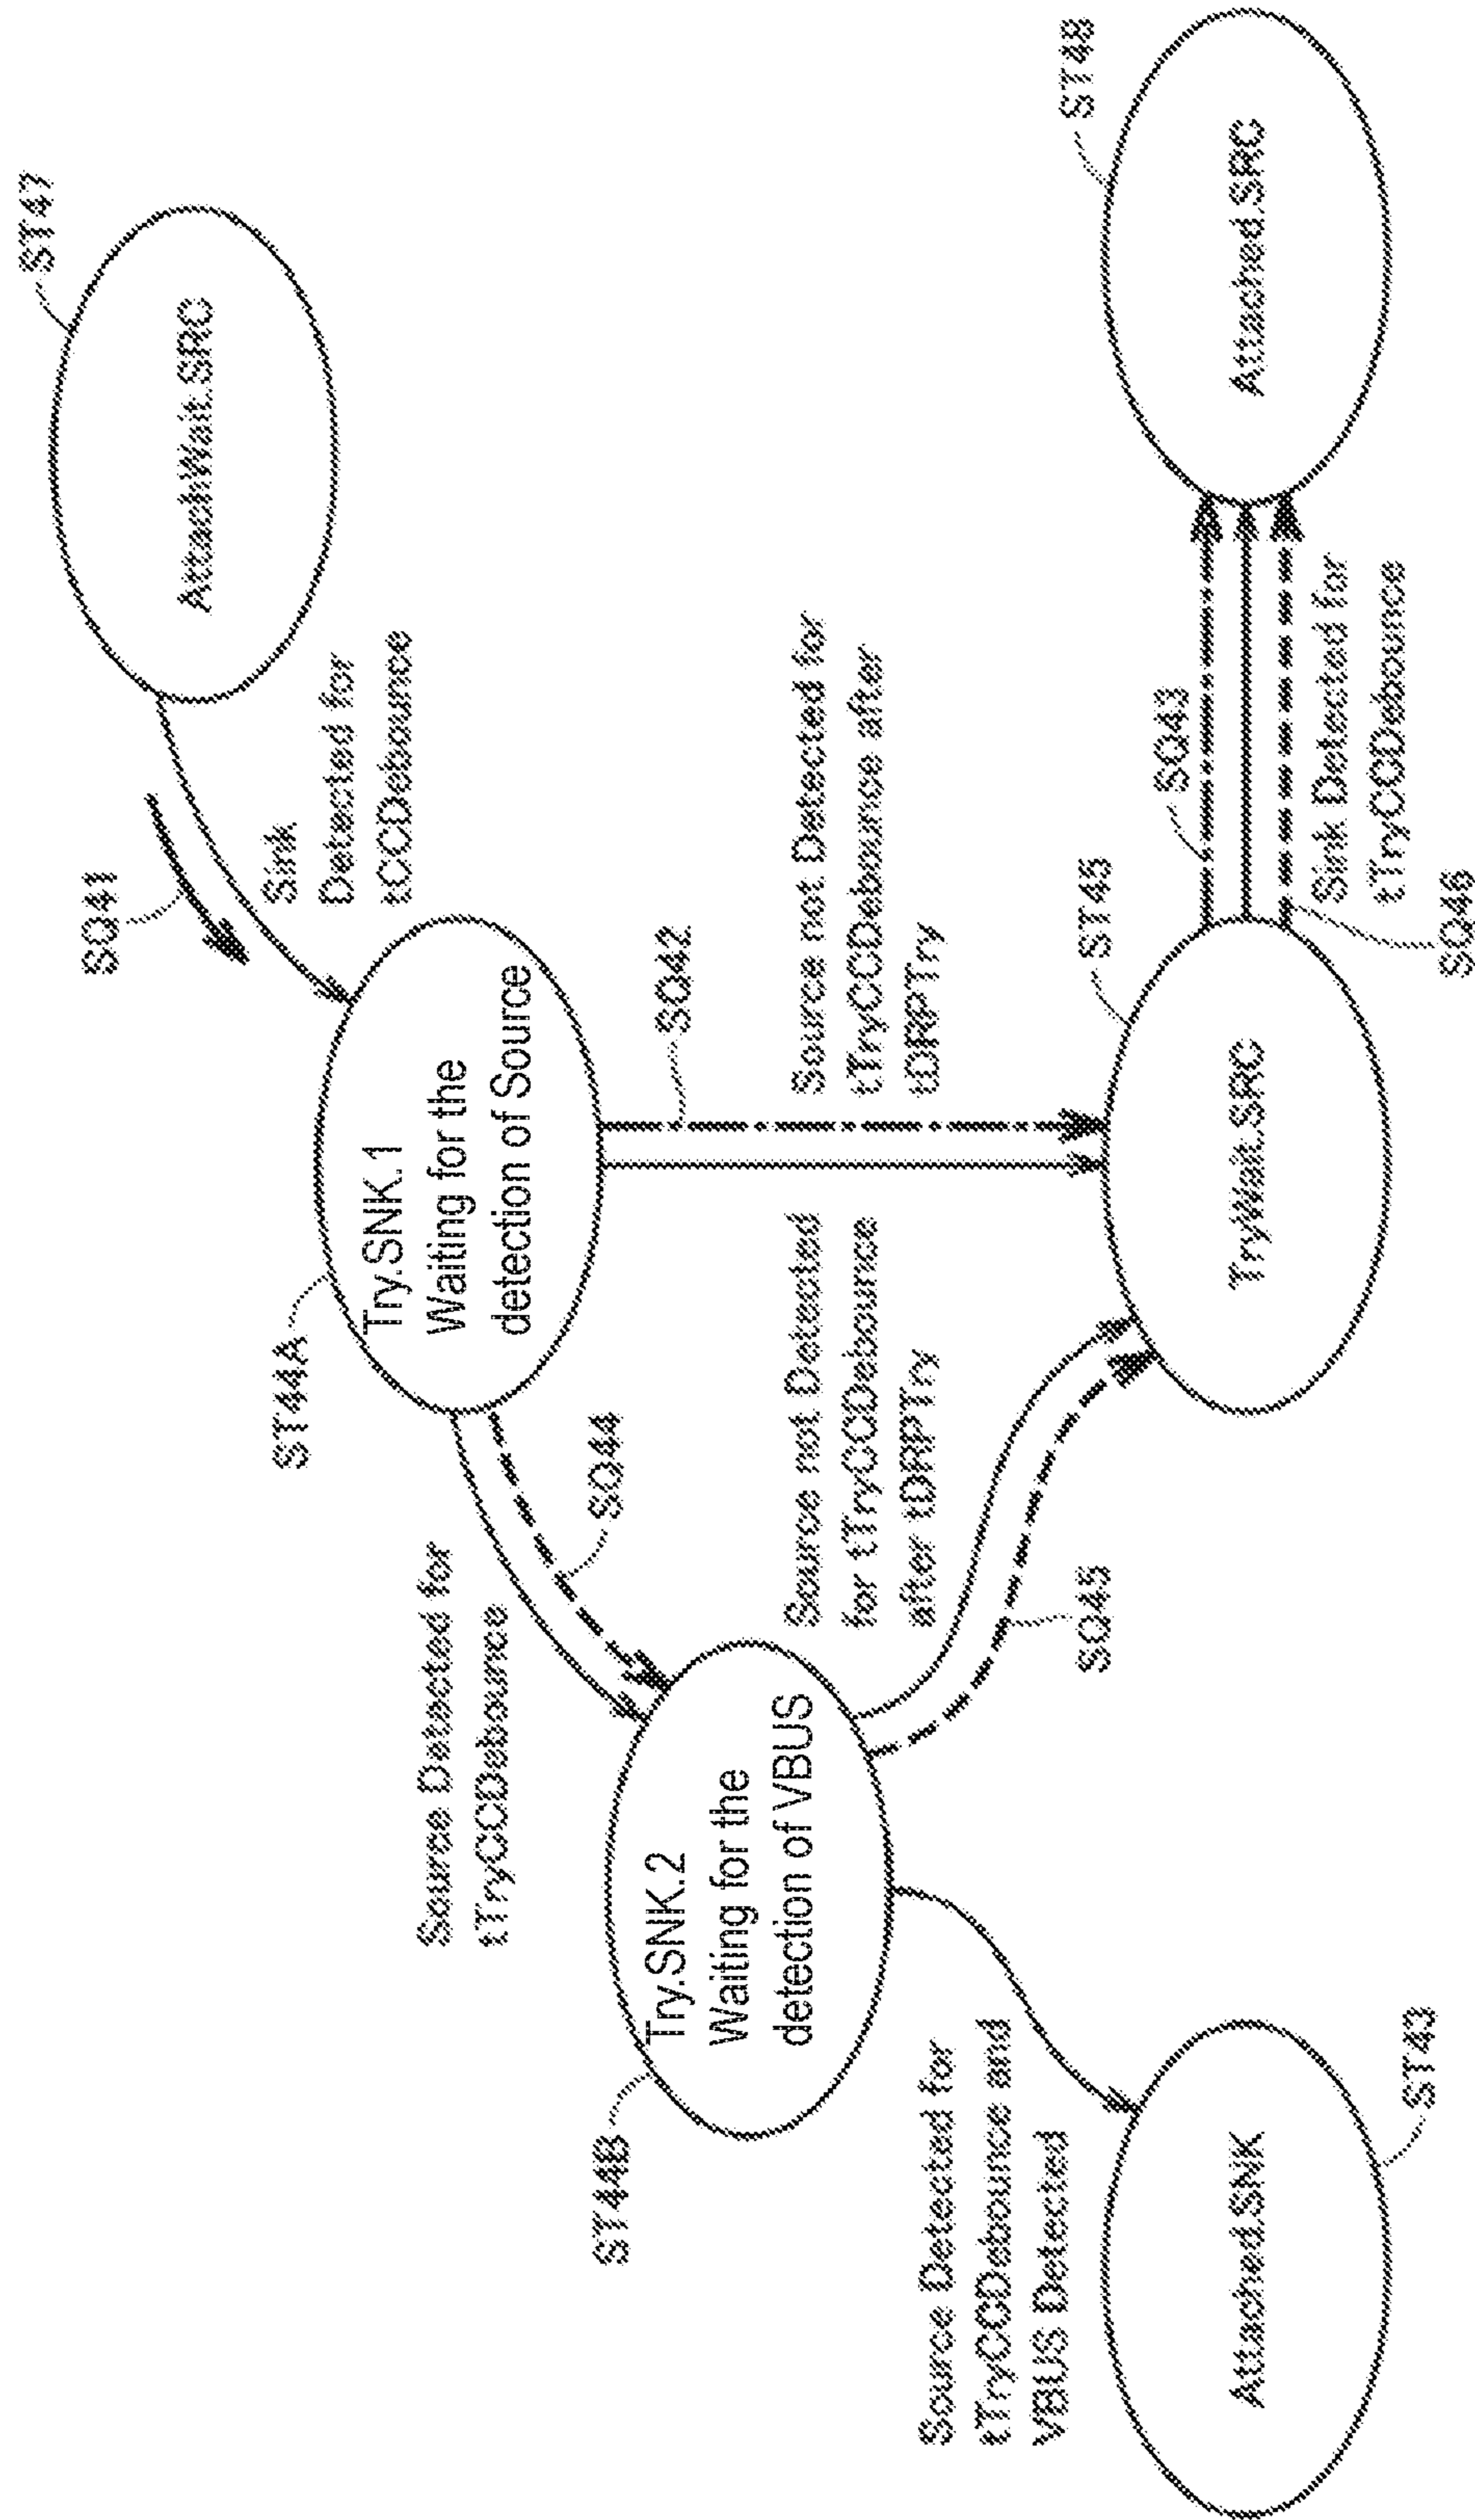 ST47
AttachWait.SRC
SQ41
Sink
Detected for
tCCDebounce
ST44A
Try.SNK.1
Waiting for the
detection of Source
Source Detected for
tTryCCDebounce
SQ44
SQ42
ST44B
Try.SNK.2
Waiting for the
detection of VBUS
Source not Detected
for tTryCCDebounce
after tDRPTry
Source not Detected for
tTryCCDebounce after
tDRPTry
SQ45
Source Detected for
tTryCCDebounce and
VBUS Detected
Attached.SNK
ST43
ST45
TryWait.SRC
SQ43
Sink Detected for
tTryCCDebounce
SQ46
ST48
Attached.SRC